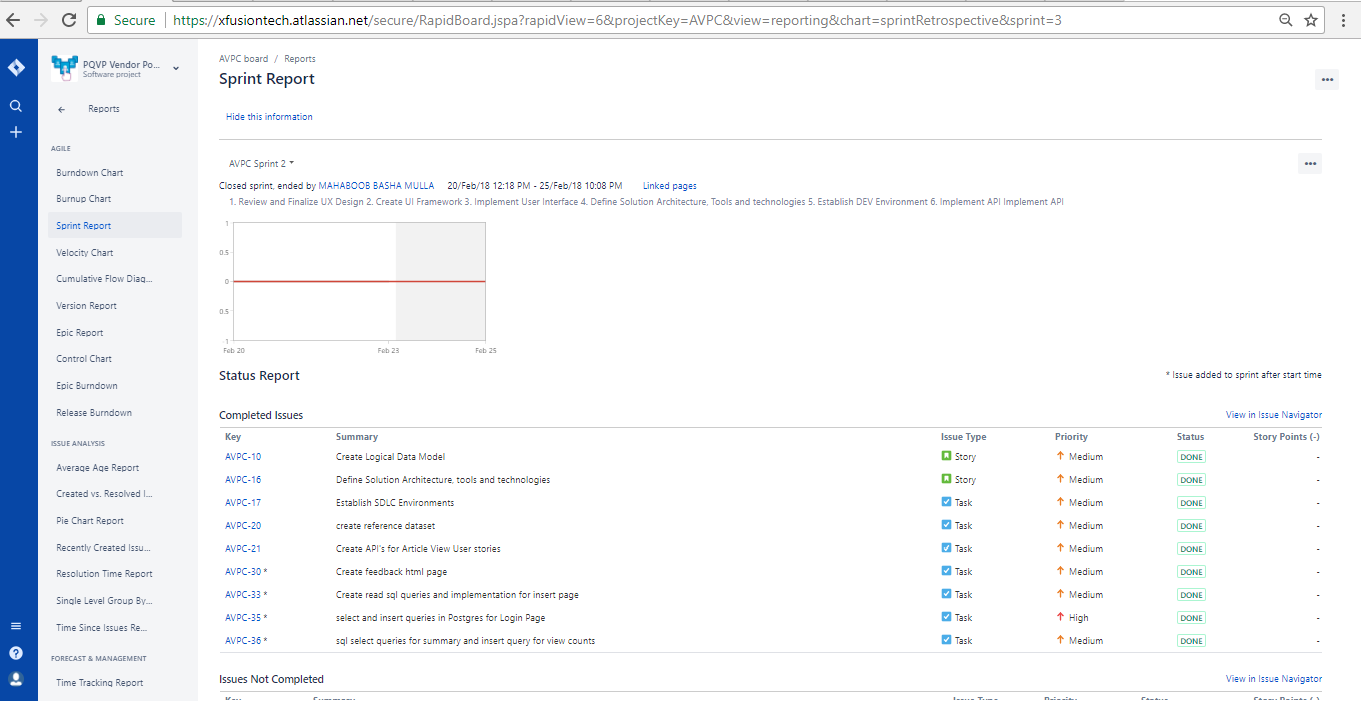 Secure https://xfusiontech.atlassian.net/secure/RapidBoard.jspa?rapidView=6&projectKey=AVPC&view=reporting&chart=sprintRetrospective&sprint=3
PQVP Vendor Po...
Software project
Reports
AGILE
Burndown Chart
Burnup Chart
Sprint Report
Velocity Chart
Cumulative Flow Diag...
Version Report
Epic Report
Control Chart
Epic Burndown
Release Burndown
ISSUE ANALYSIS
Average Age Report
Created vs. Resolved I...
Pie Chart Report
Recently Created Issu...
Resolution Time Report
Single Level Group By...
Time Since Issues Re...
FORECAST & MANAGEMENT
Time Tracking Report
AVPC board / Reports
Sprint Report
Hide this information
AVPC Sprint 2
Closed sprint, ended by MAHABOOB BASHA MULLA 20/Feb/18 12:18 PM - 25/Feb/18 10:08 PM Linked pages
1. Review and Finalize UX Design 2. Create UI Framework 3. Implement User Interface 4. Define Solution Architecture, Tools and technologies 5. Establish DEV Environment 6. Implement API Implement API
1
0.5
0
0.5
-1
Feb 20 Feb 23 Feb 25
Status Report
* Issue added to sprint after start time
Completed Issues View in Issue Navigator
Key Summary Issue Type Priority Status Story Points (-)
AVPC-10 Create Logical Data Model Story Medium DONE -
AVPC-16 Define Solution Architecture, tools and technologies Story Medium DONE -
AVPC-17 Establish SDLC Environments Task Medium DONE -
AVPC-20 create reference dataset Task Medium DONE -
AVPC-21 Create API's for Article View User stories Task Medium DONE -
AVPC-30 * Create feedback html page Task Medium DONE -
AVPC-33 * Create read sql queries and implementation for insert page Task Medium DONE -
AVPC-35 * select and insert queries in Postgres for Login Page Task High DONE -
AVPC-36 * sql select queries for summary and insert query for view counts Task Medium DONE -
Issues Not Completed View in Issue Navigator
Key Summary Issue Type Priority Status Story Points (-)